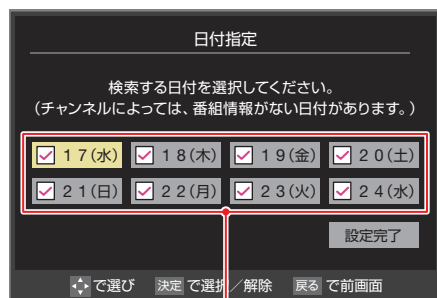 日付指定
検索する日付を選択してください。
(チャンネルによっては、番組情報がない日付があります。)
17(水) 18(木) 19(金) 20(土)
21(日) 22(月) 23(火) 24(水)
設定完了
で選び 決定 で選択/解除 戻る で前画面